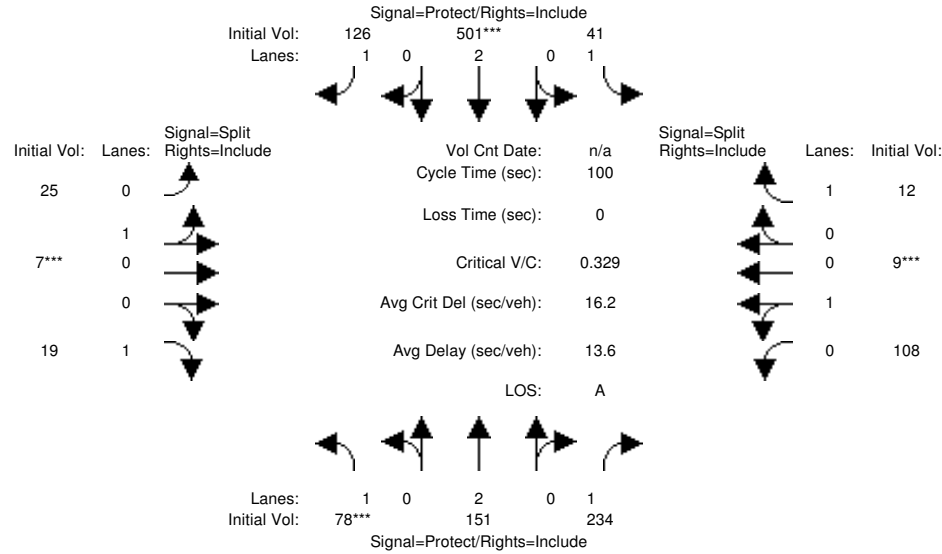 Signal=Protect/Rights=Include
Initial Vol: 126 501*** 41
Lanes: 1 0 2 0 1
Signal=Split
Initial Vol: Lanes: Rights=Include
Vol Cnt Date: n/a
Signal=Split
Rights=Include Lanes: Initial Vol:
Cycle Time (sec): 100
25 0
1 12
Loss Time (sec): 0
1
0
7*** 0
Critical V/C: 0.329
0 9***
0
Avg Crit Del (sec/veh): 16.2
1
19 1
Avg Delay (sec/veh): 13.6
0 108
LOS: A
Lanes: 1 0 2 0 1
Initial Vol: 78*** 151 234
Signal=Protect/Rights=Include